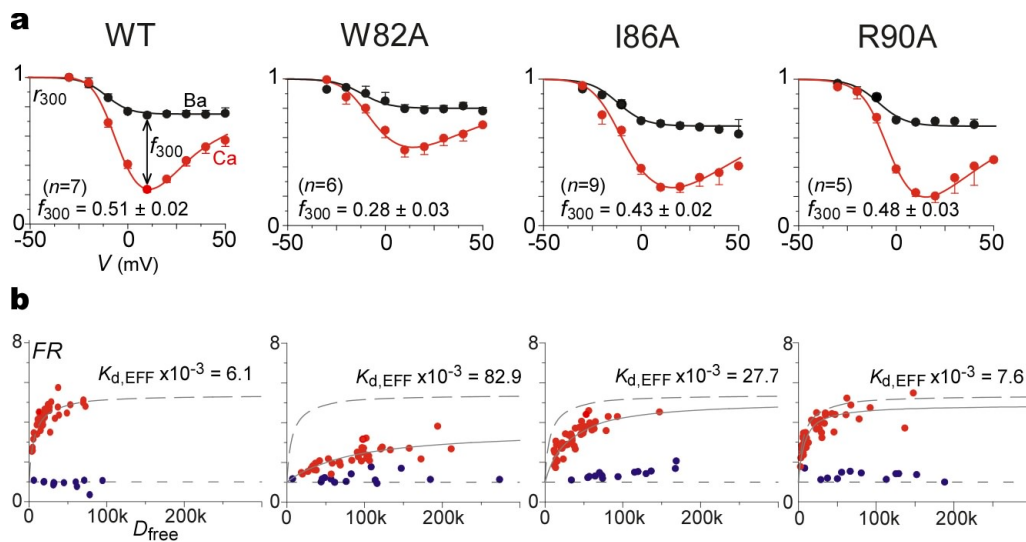 a
WT
W82A
I86A
R90A
1
r300
Ba
f300
Ca
(n=7)
f300 = 0.51 ± 0.02
0
-50
0
50
V (mV)
1
(n=6)
f300 = 0.28 ± 0.03
0
-50
0
50
1
(n=9)
f300 = 0.43 ± 0.02
0
-50
0
50
1
(n=5)
f300 = 0.48 ± 0.03
0
-50
0
50
b
8
FR
Kd,EFF x10-3 = 6.1
0
0
100k
200k
Dfree
8
Kd,EFF x10-3 = 82.9
0
0
100k
200k
8
Kd,EFF x10-3 = 27.7
0
0
100k
200k
8
Kd,EFF x10-3 = 7.6
0
0
100k
200k